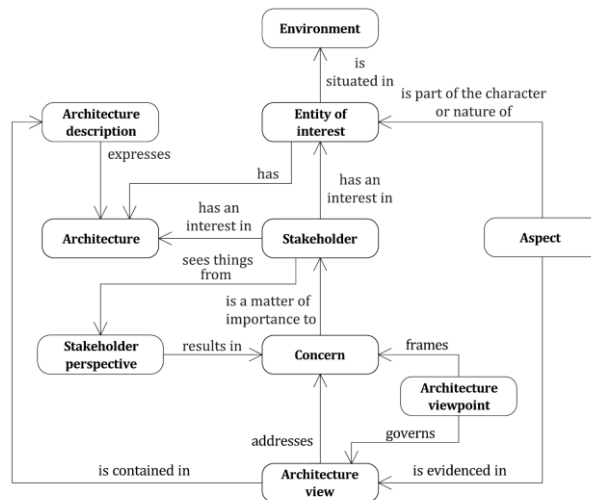 Environment
is
situated in
Architecture
description
Entity of
interest
is part of the character
or nature of
expresses
has
has an
interest in
Architecture
has an
interest in
Stakeholder
Aspect
sees things
from
is a matter of
importance to
Stakeholder
perspective
results in
Concern
frames
Architecture
viewpoint
addresses
governs
is contained in
Architecture
view
is evidenced in